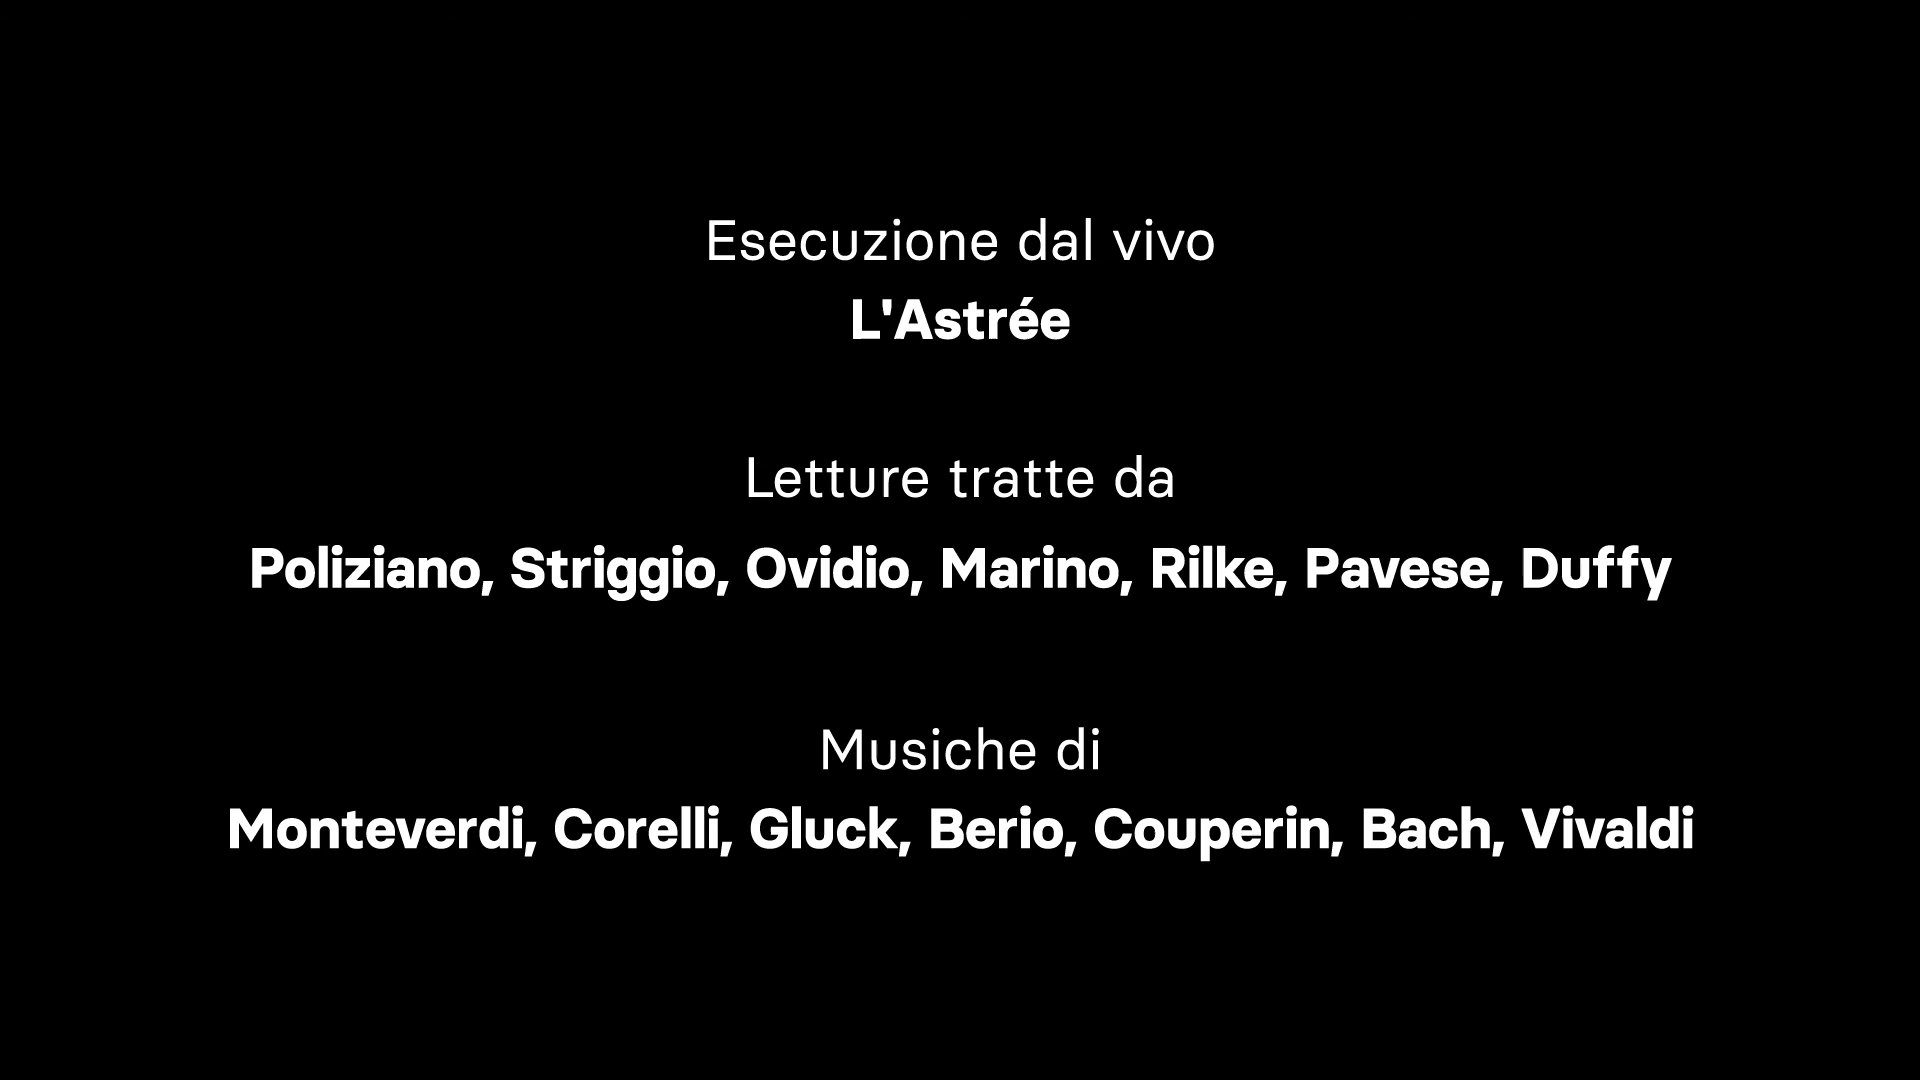 Esecuzione dal vivo
L'Astrée
Letture tratte da
Poliziano, Striggio, Ovidio, Marino, Rilke, Pavese, Duffy
Musiche di
Monteverdi, Corelli, Gluck, Berio, Couperin, Bach, Vivaldi